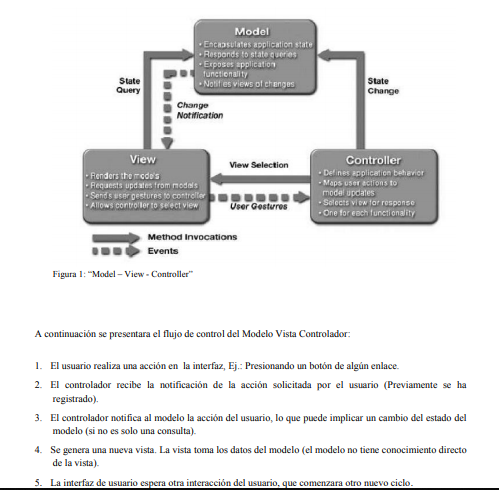 Model
• Encapsulates application state
• Responds to state queries
• Exposes application
functionality
• Notifies views of changes
State
Query
State
Change
Change
Notification
View
• Renders the models
• Requests updates from models
• Sends user gestures to controller
• Allows controller to select view
View Selection
User Gestures
Controller
• Defines application behavior
• Maps user actions to
model updates
• Selects view for response
• One for each functionality
Method Invocations
Events
Figura 1: “Model – View - Controller”
A continuación se presentara el flujo de control del Modelo Vista Controlador:
1. El usuario realiza una acción en la interfaz, Ej.: Presionando un botón de algún enlace.
2. El controlador recibe la notificación de la acción solicitada por el usuario (Previamente se ha
registrado).
3. El controlador notifica al modelo la acción del usuario, lo que puede implicar un cambio del estado del
modelo (si no es solo una consulta).
4. Se genera una nueva vista. La vista toma los datos del modelo (el modelo no tiene conocimiento directo
de la vista).
5. La interfaz de usuario espera otra interacción del usuario, que comenzara otro nuevo ciclo.